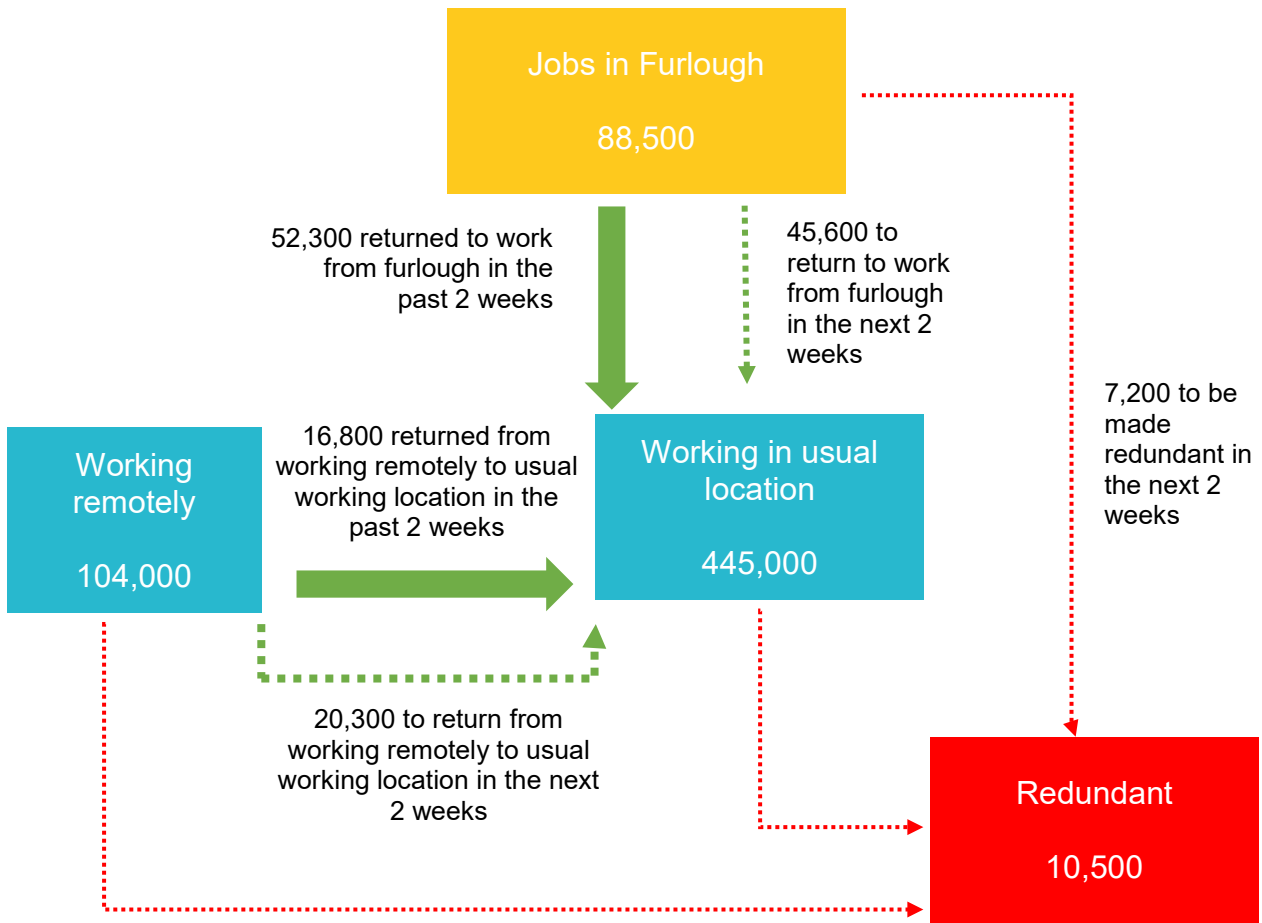 Jobs in Furlough
88,500
52,300 returned to work
from furlough in the
past 2 weeks
45,600 to
return to work
from furlough
in the next 2
weeks
7,200 to be
made
redundant in
the next 2
weeks
Working
remotely
104,000
16,800 returned from
working remotely to usual
working location in the
past 2 weeks
Working in usual
location
445,000
20,300 to return from
working remotely to usual
working location in the next
2 weeks
Redundant
10,500